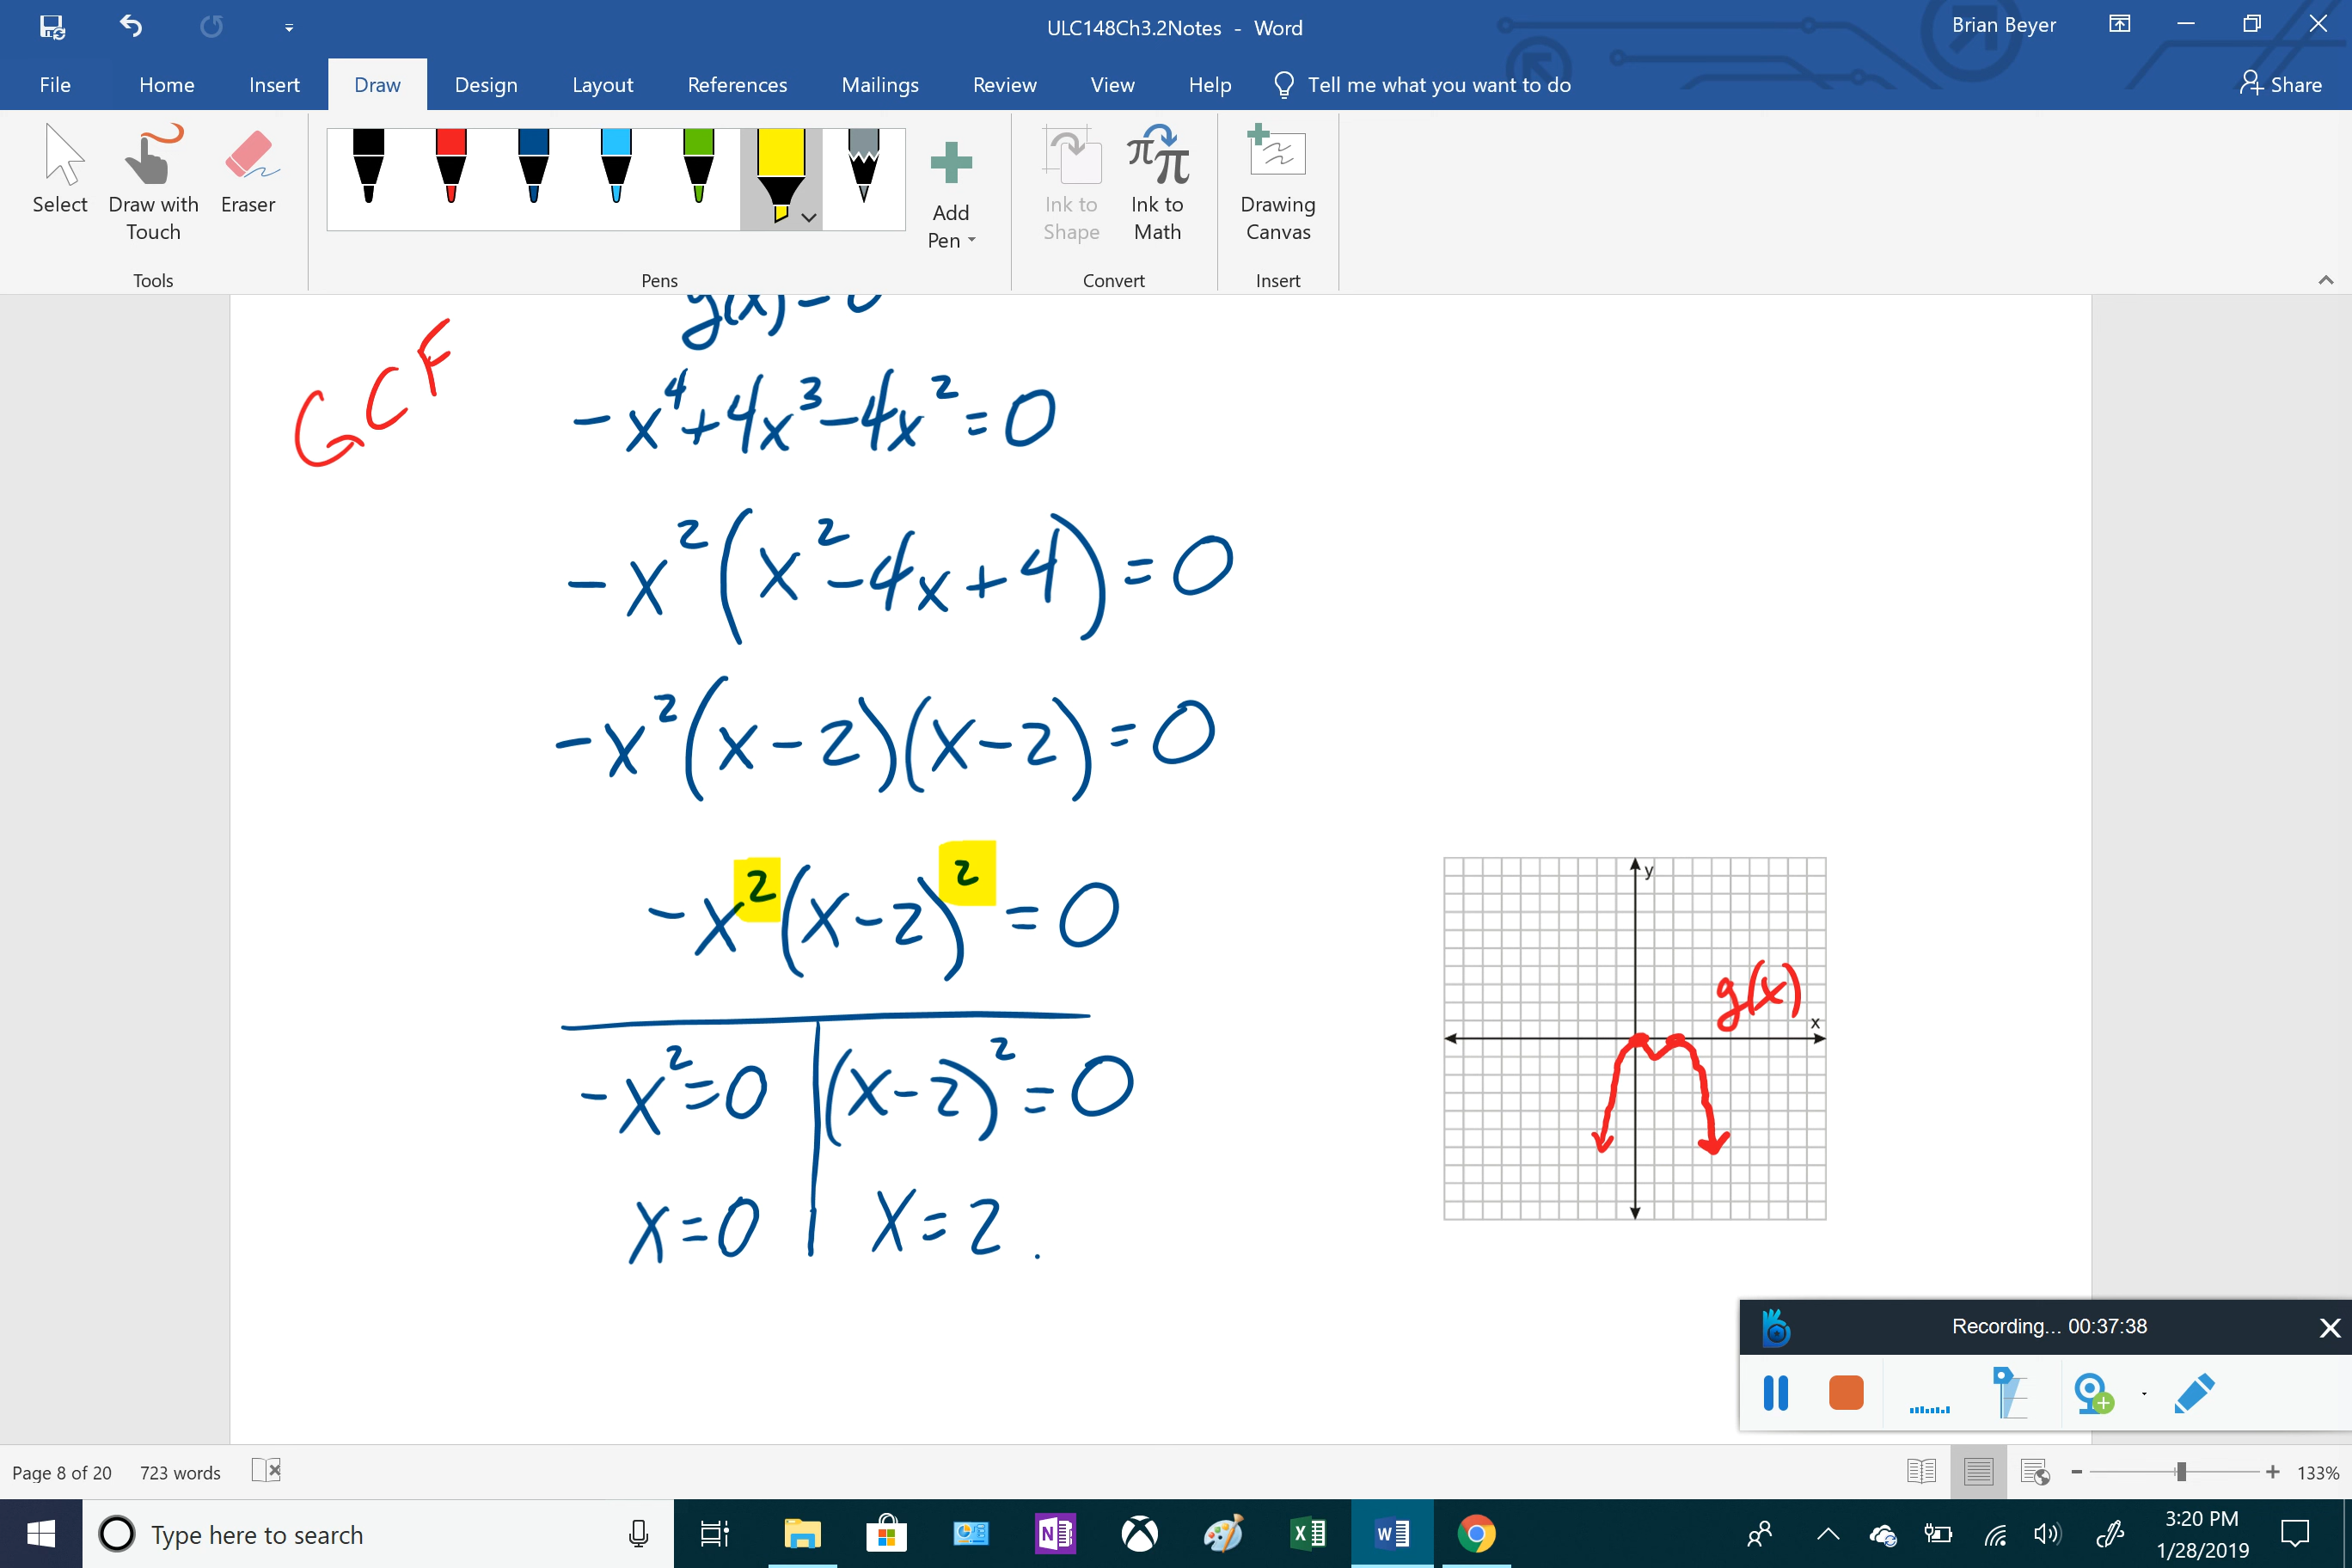 ULC148Ch3.2Notes - Word
Brian Beyer
File Home Insert Draw Design Layout References Mailings Review View Help Tell me what you want to do Share
Select Draw with Touch Eraser Add Pen Ink to Shape Ink to Math Drawing Canvas
Tools Pens Convert Insert
g(x)=0
GCF
-x⁴+4x³-4x²=0
-x²(x²-4x+4)=0
-x²(x-2)(x-2)=0
-x²(x-2)²=0
-x²=0 (x-2)²=0
x=0 x=2.
y
g(x)
x
Recording... 00:37:38
Page 8 of 20 723 words 133%
Type here to search
3:20 PM
1/28/2019